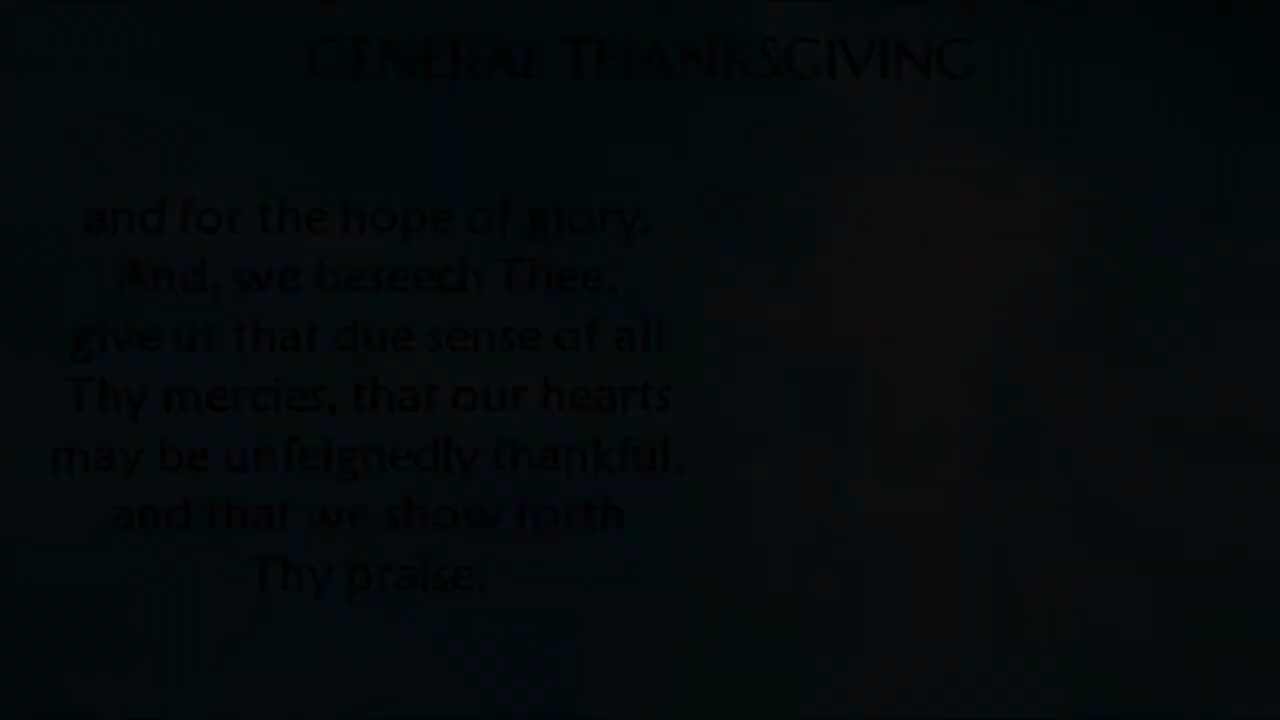 GENERAL THANKSGIVING
and for the hope of glory.
And, we beseech Thee,
give us that due sense of all
Thy mercies, that our hearts
may be unfeignedly thankful,
and that we show forth
Thy praise.